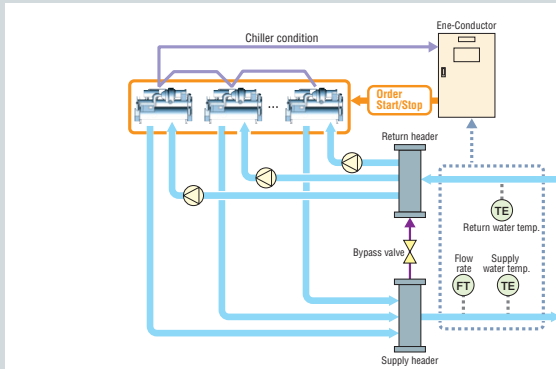 Ene-Conductor
Chiller condition
Order
Start/Stop
...
Return header
TE
Return water temp.
Bypass valve
Flow
rate
Supply
water temp.
FT
TE
Supply header